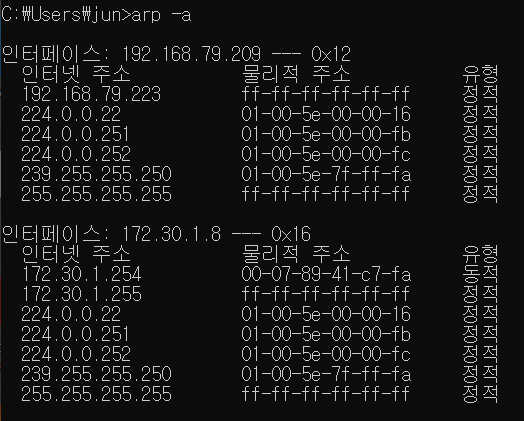 C:₩Users₩jun>arp -a
인터페이스: 192.168.79.209 --- 0x12
인터넷 주소 물리적 주소 유형
192.168.79.223 ff-ff-ff-ff-ff-ff 정적
224.0.0.22 01-00-5e-00-00-16 정적
224.0.0.251 01-00-5e-00-00-fb 정적
224.0.0.252 01-00-5e-00-00-fc 정적
239.255.255.250 01-00-5e-7f-ff-fa 정적
255.255.255.255 ff-ff-ff-ff-ff-ff 정적
인터페이스: 172.30.1.8 --- 0x16
인터넷 주소 물리적 주소 유형
172.30.1.254 00-07-89-41-c7-fa 동적
172.30.1.255 ff-ff-ff-ff-ff-ff 정적
224.0.0.22 01-00-5e-00-00-16 정적
224.0.0.251 01-00-5e-00-00-fb 정적
224.0.0.252 01-00-5e-00-00-fc 정적
239.255.255.250 01-00-5e-7f-ff-fa 정적
255.255.255.255 ff-ff-ff-ff-ff-ff 정적